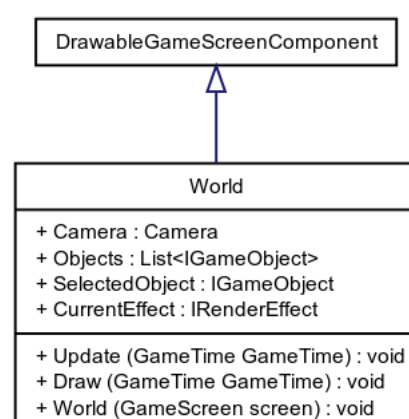 DrawableGameScreenComponent
World
+ Camera : Camera
+ Objects : List<IGameObject>
+ SelectedObject : IGameObject
+ CurrentEffect : IRenderEffect
+ Update (GameTime GameTime) : void
+ Draw (GameTime GameTime) : void
+ World (GameScreen screen) : void